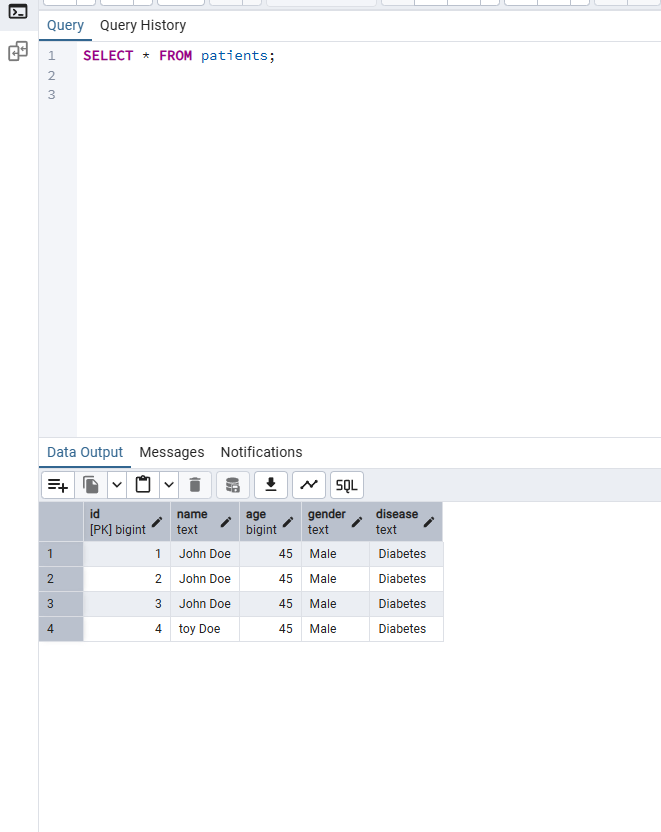 Query Query History
1 SELECT * FROM patients;
2
3
Data Output Messages Notifications
SQL
id name age gender disease
[PK] bigint text bigint text text
1 1 John Doe 45 Male Diabetes
2 2 John Doe 45 Male Diabetes
3 3 John Doe 45 Male Diabetes
4 4 toy Doe 45 Male Diabetes